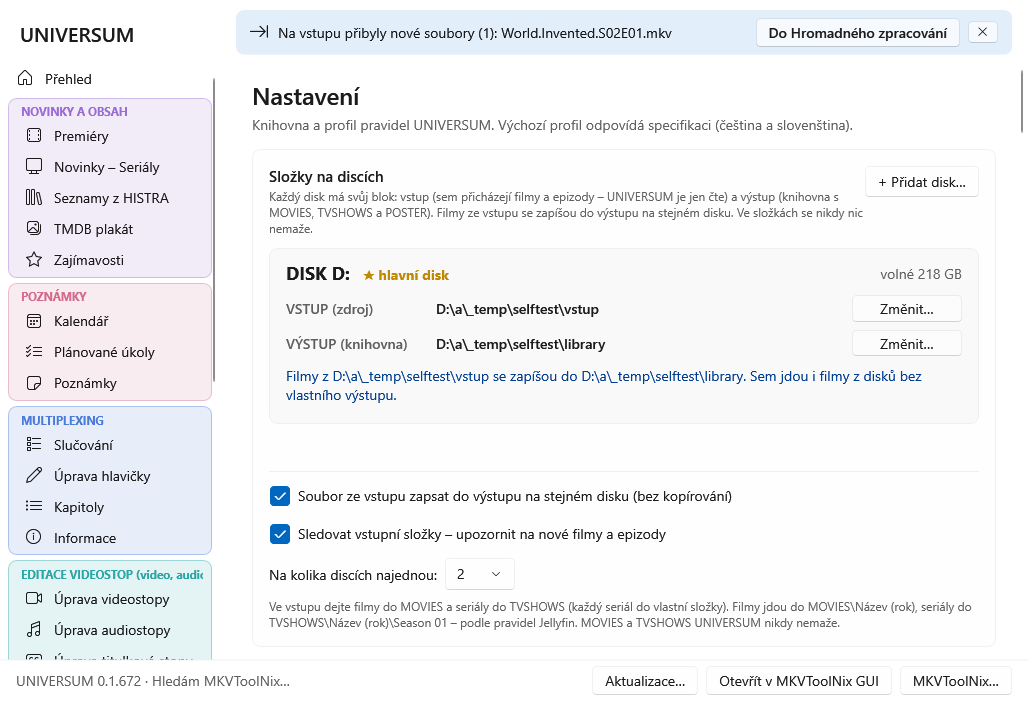 UNIVERSUM
Přehled
NOVINKY A OBSAH
Premiéry
Novinky – Seriály
Seznamy z HISTRA
TMDB plakát
Zajímavosti
POZNÁMKY
Kalendář
Plánované úkoly
Poznámky
MULTIPLEXING
Slučování
Úprava hlavičky
Kapitoly
Informace
EDITACE VIDEOSTOP (video, audio
Úprava videostopy
Úprava audiostopy
Na vstupu přibyly nové soubory (1): World.Invented.S02E01.mkv
Do Hromadného zpracování
Nastavení
Knihovna a profil pravidel UNIVERSUM. Výchozí profil odpovídá specifikaci (čeština a slovenština).
Složky na discích
+ Přidat disk...
Každý disk má svůj blok: vstup (sem přicházejí filmy a epizody – UNIVERSUM je jen čte) a výstup (knihovna s
MOVIES, TVSHOWS a POSTER). Filmy ze vstupu se zapíšou do výstupu na stejném disku. Ve složkách se nikdy nic
nemaže.
DISK D: ★ hlavní disk
volné 218 GB
VSTUP (zdroj) D:\a\_temp\selftest\vstup Změnit...
VÝSTUP (knihovna) D:\a\_temp\selftest\library Změnit...
Filmy z D:\a\_temp\selftest\vstup se zapíšou do D:\a\_temp\selftest\library. Sem jdou i filmy z disků bez
vlastního výstupu.
Soubor ze vstupu zapsat do výstupu na stejném disku (bez kopírování)
Sledovat vstupní složky – upozornit na nové filmy a epizody
Na kolika discích najednou: 2
Ve vstupu dejte filmy do MOVIES a seriály do TVSHOWS (každý seriál do vlastní složky). Filmy jdou do MOVIES\Název (rok), seriály do
TVSHOWS\Název (rok)\Season 01 – podle pravidel Jellyfin. MOVIES a TVSHOWS UNIVERSUM nikdy nemaže.
UNIVERSUM 0.1.672 · Hledám MKVToolNix...
Aktualizace...
Otevřít v MKVToolNix GUI
MKVToolNix...